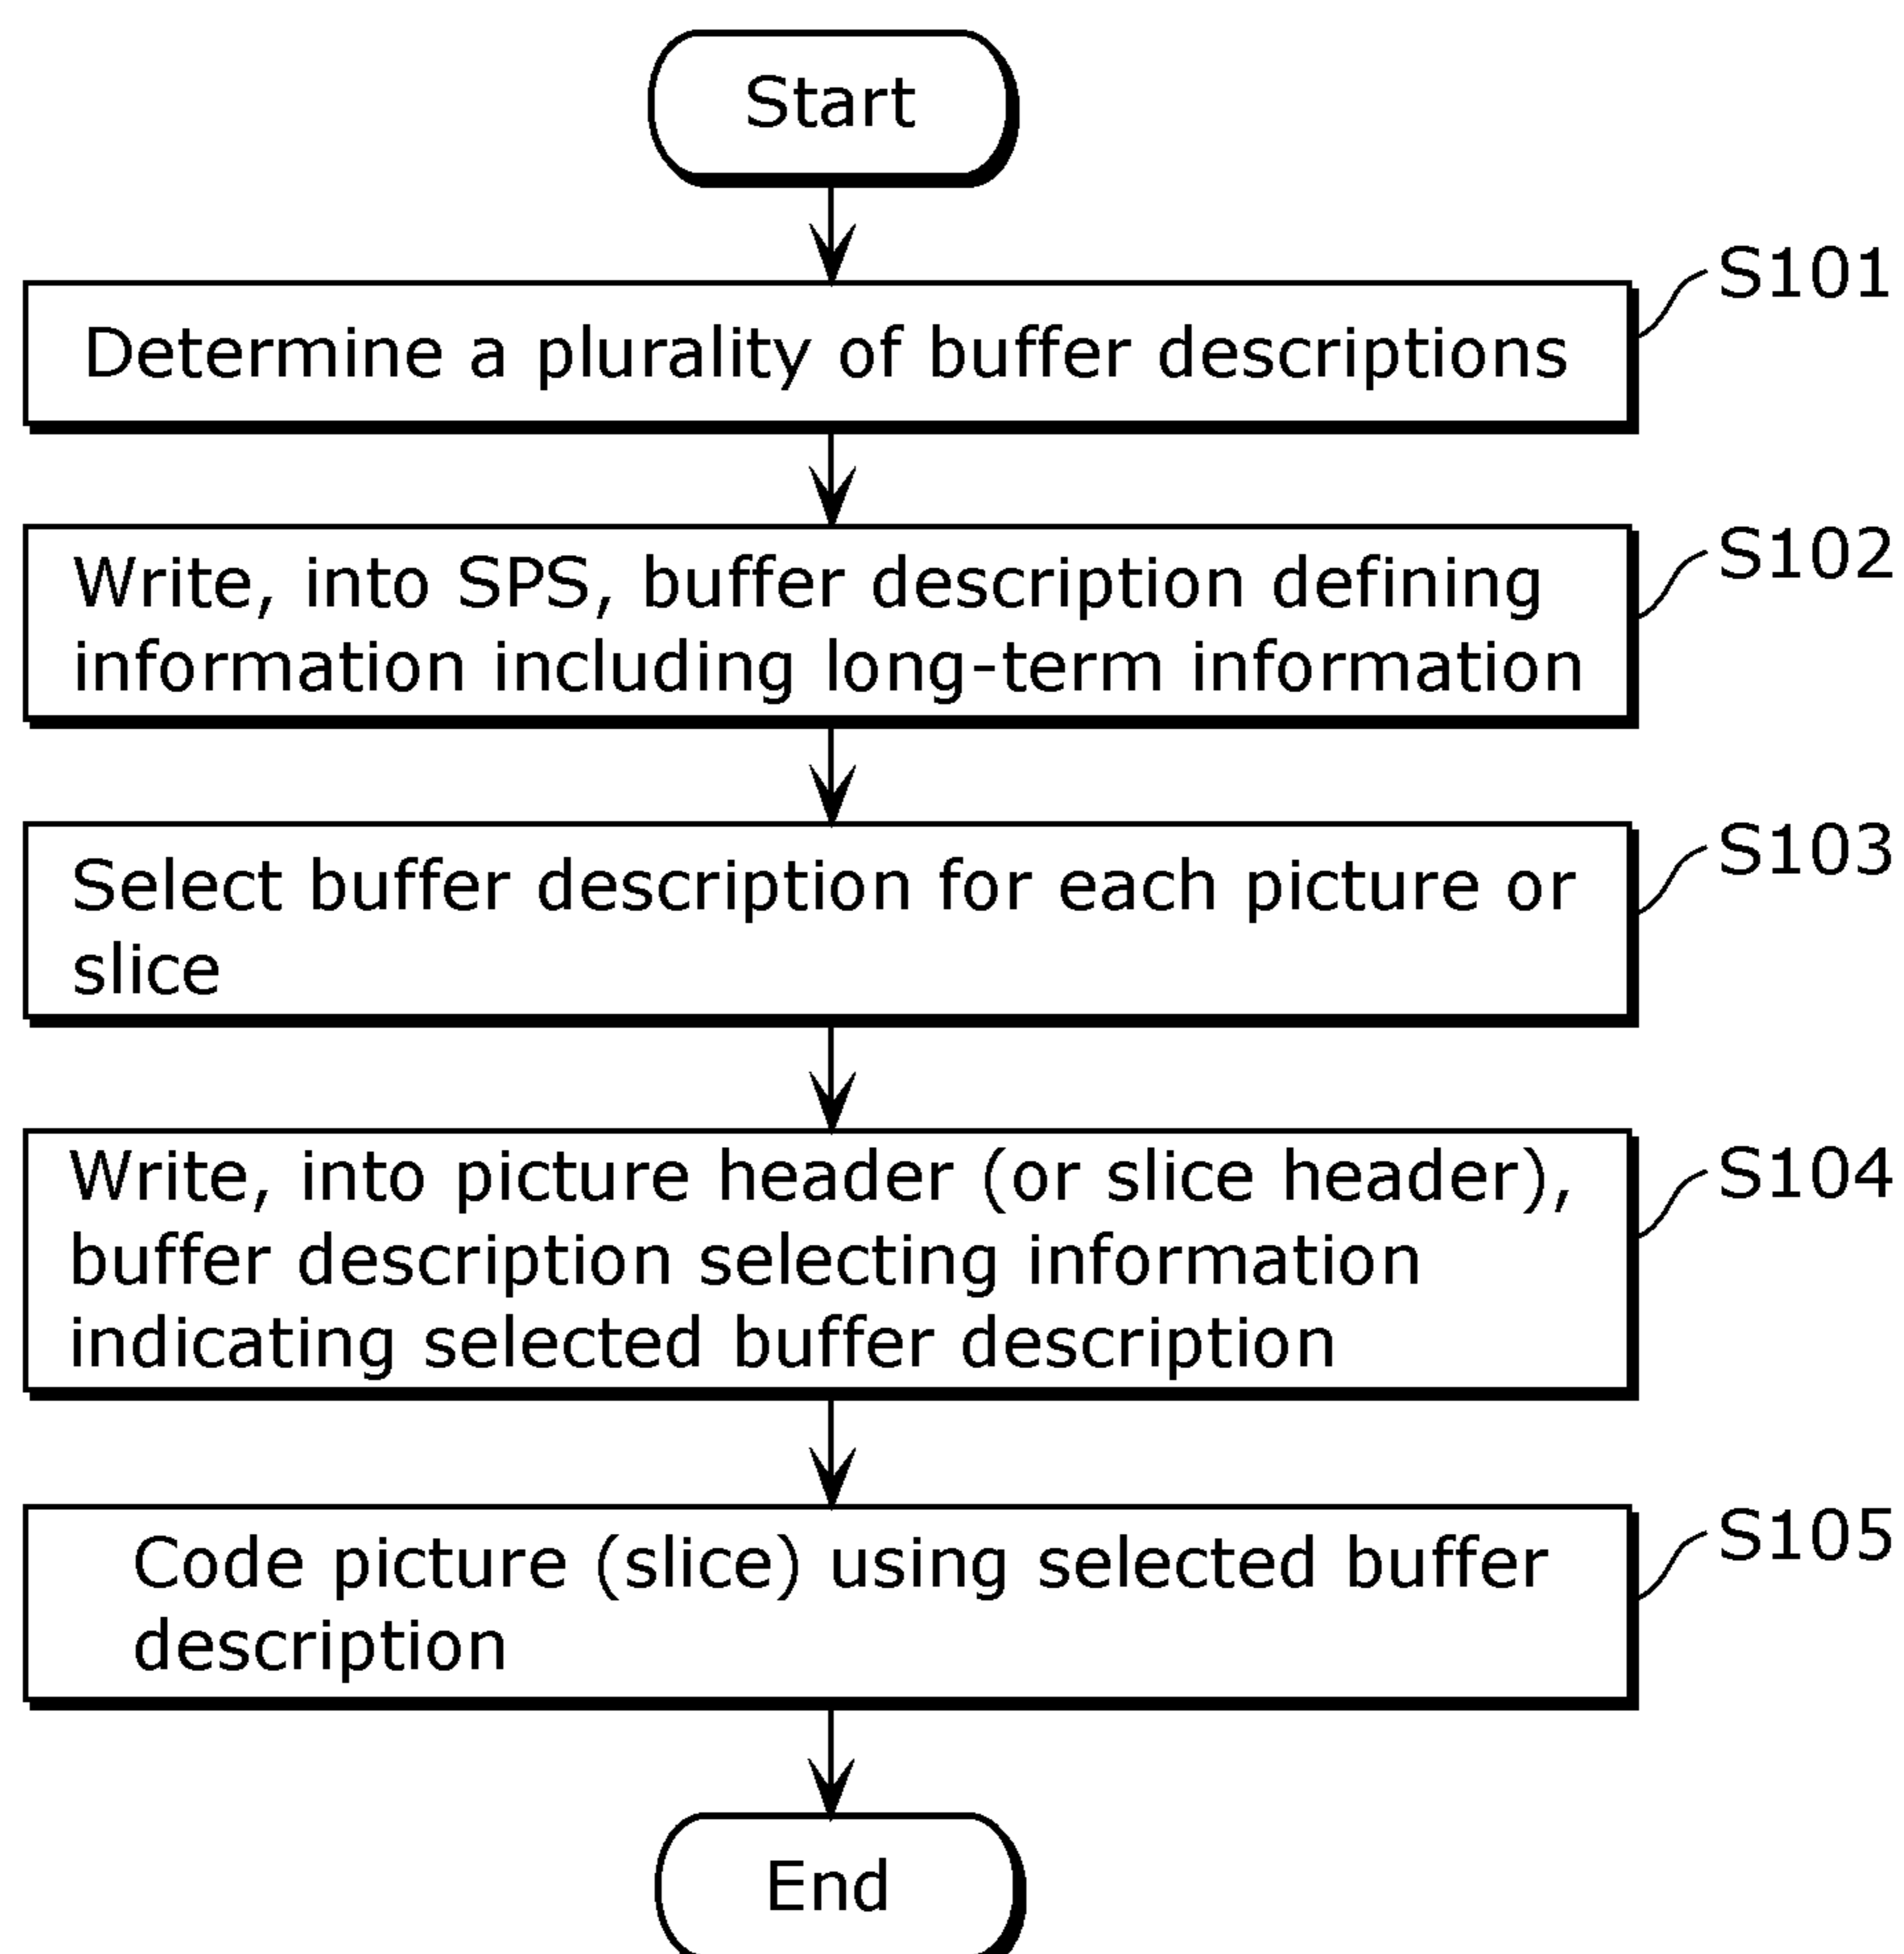 Start
S101
Determine a plurality of buffer descriptions
S102
Write, into SPS, buffer description defining
information including long-term information
S103
Select buffer description for each picture or
slice
S104
Write, into picture header (or slice header),
buffer description selecting information
indicating selected buffer description
S105
Code picture (slice) using selected buffer
description
End